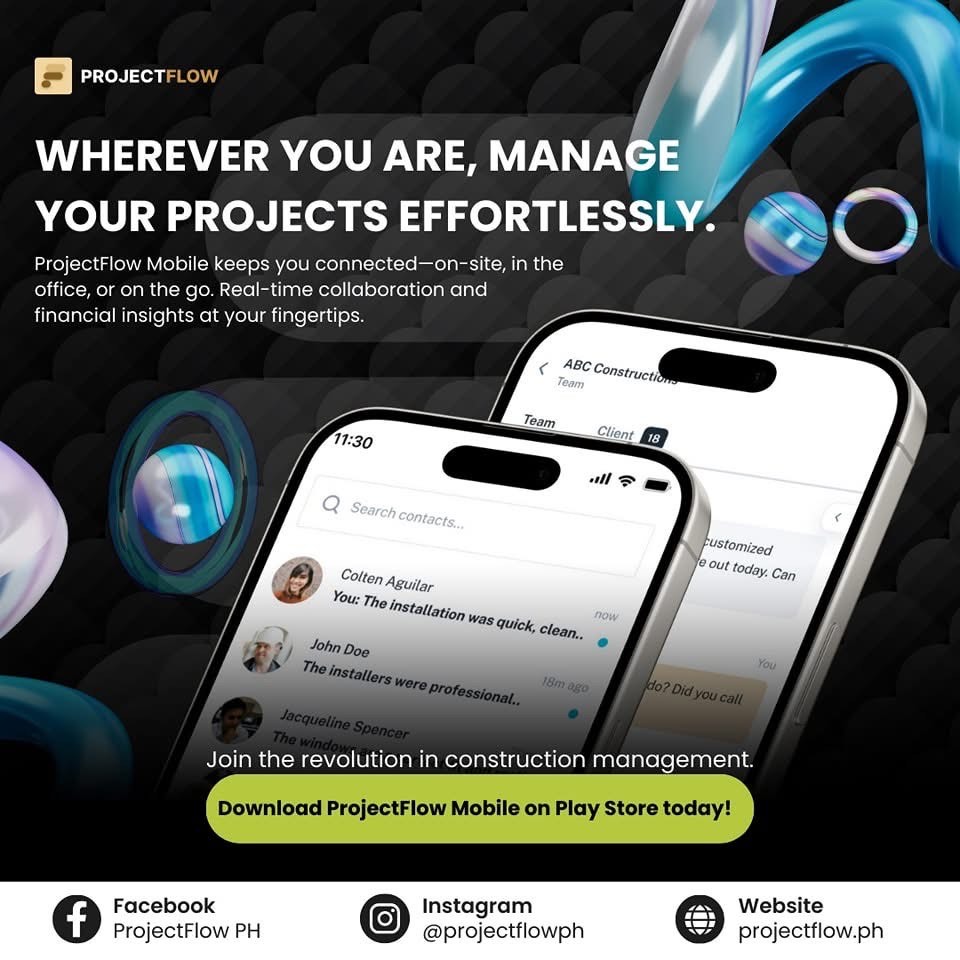 PROJECTFLOW
WHEREVER YOU ARE, MANAGE
YOUR PROJECTS EFFORTLESSLY.
ProjectFlow Mobile keeps you connected—on-site, in the
office, or on the go. Real-time collaboration and
financial insights at your fingertips.
ABC Constructions
Team
Team Client 18
customized
e out today. Can
You
do? Did you call
11:30
Search contacts...
Colten Aguilar
You: The installation was quick, clean..
now
John Doe
The installers were professional..
18m ago
Jacqueline Spencer
The windows
Join the revolution in construction management.
Download ProjectFlow Mobile on Play Store today!
Facebook
ProjectFlow PH
Instagram
@projectflowph
Website
projectflow.ph